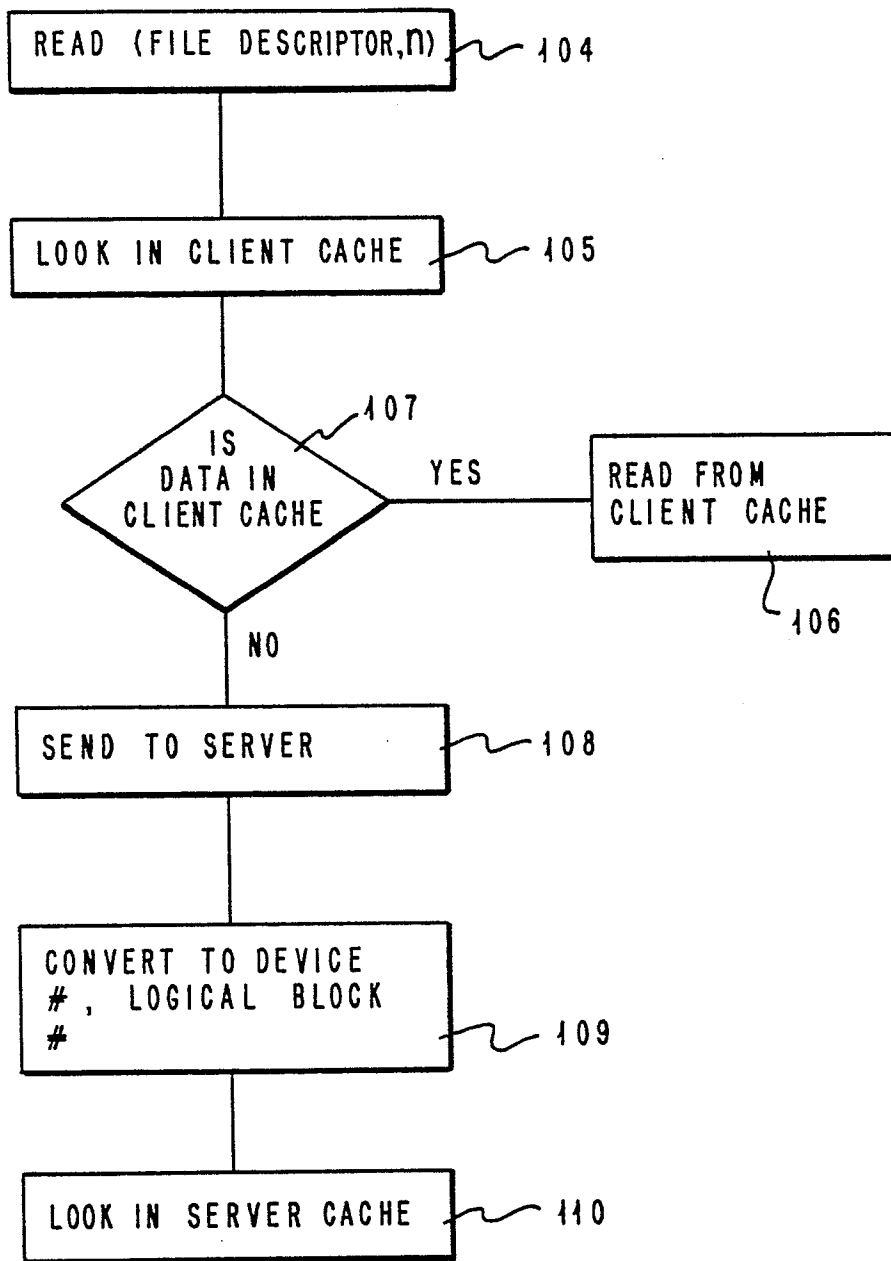 READ (FILE DESCRIPTOR,n)
104
LOOK IN CLIENT CACHE
105
107
IS
DATA IN
CLIENT CACHE
YES
READ FROM
CLIENT CACHE
106
NO
SEND TO SERVER
108
CONVERT TO DEVICE
#, LOGICAL BLOCK
#
109
LOOK IN SERVER CACHE
110